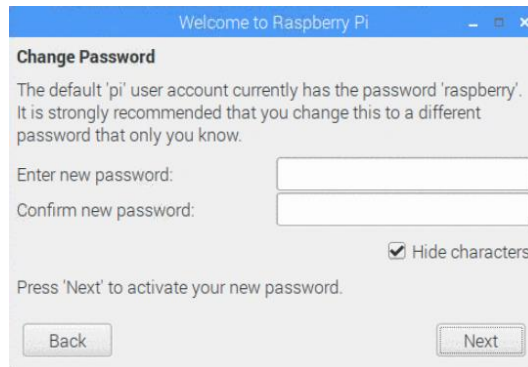 Welcome to Raspberry Pi
Change Password
The default 'pi' user account currently has the password 'raspberry'.
It is strongly recommended that you change this to a different
password that only you know.
Enter new password:
Confirm new password:
Hide characters
Press 'Next' to activate your new password.
Back
Next